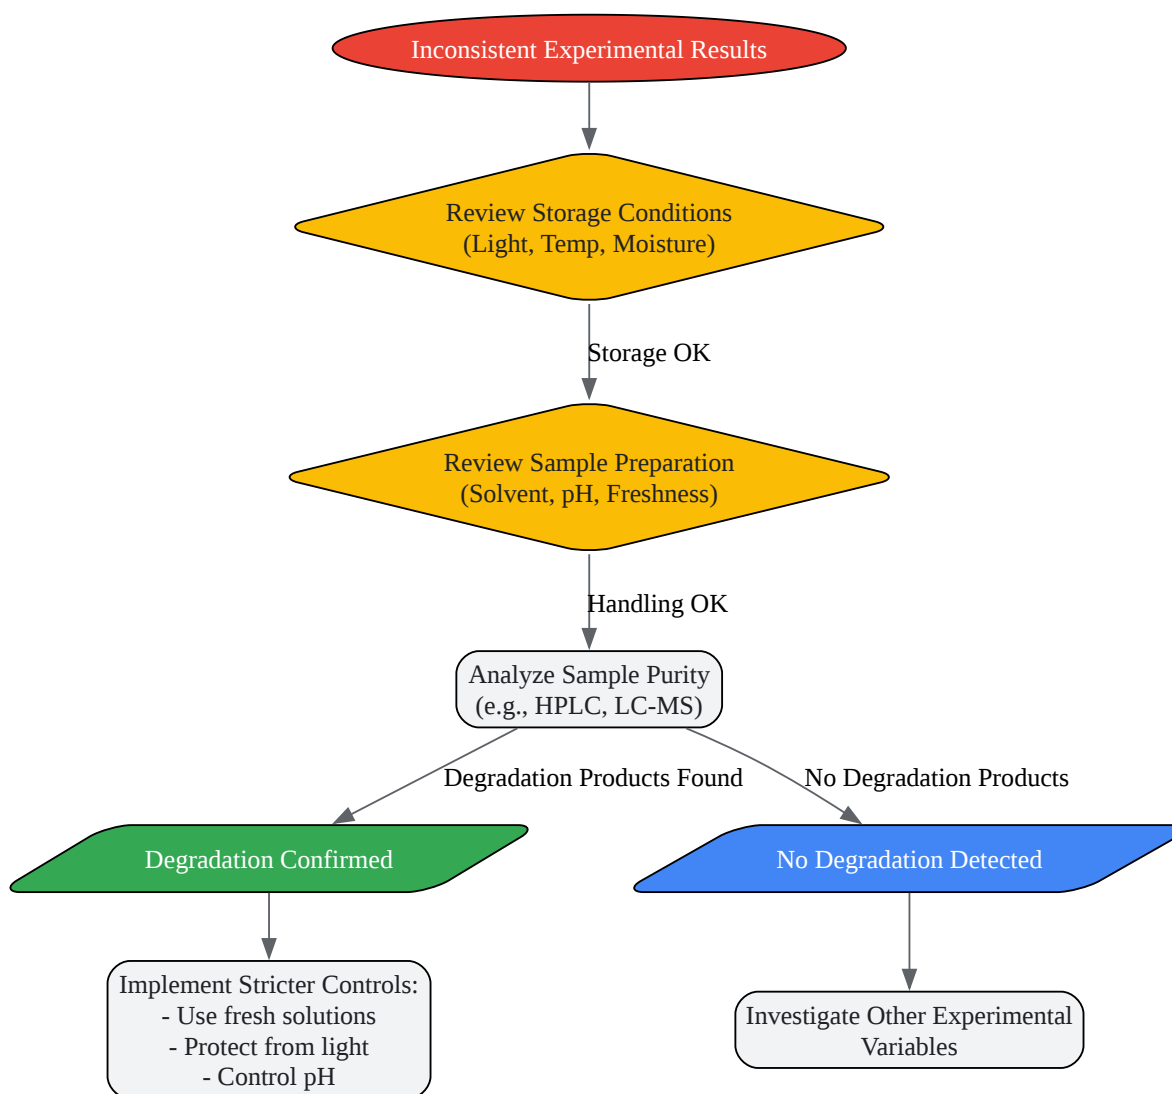 Inconsistent Experimental Results
Review Storage Conditions
(Light, Temp, Moisture)
Storage OK
Review Sample Preparation
(Solvent, pH, Freshness)
Handling OK
Analyze Sample Purity
(e.g., HPLC, LC-MS)
Degradation Products Found
No Degradation Products
Degradation Confirmed
No Degradation Detected
Implement Stricter Controls:
- Use fresh solutions
- Protect from light
- Control pH
Investigate Other Experimental
Variables